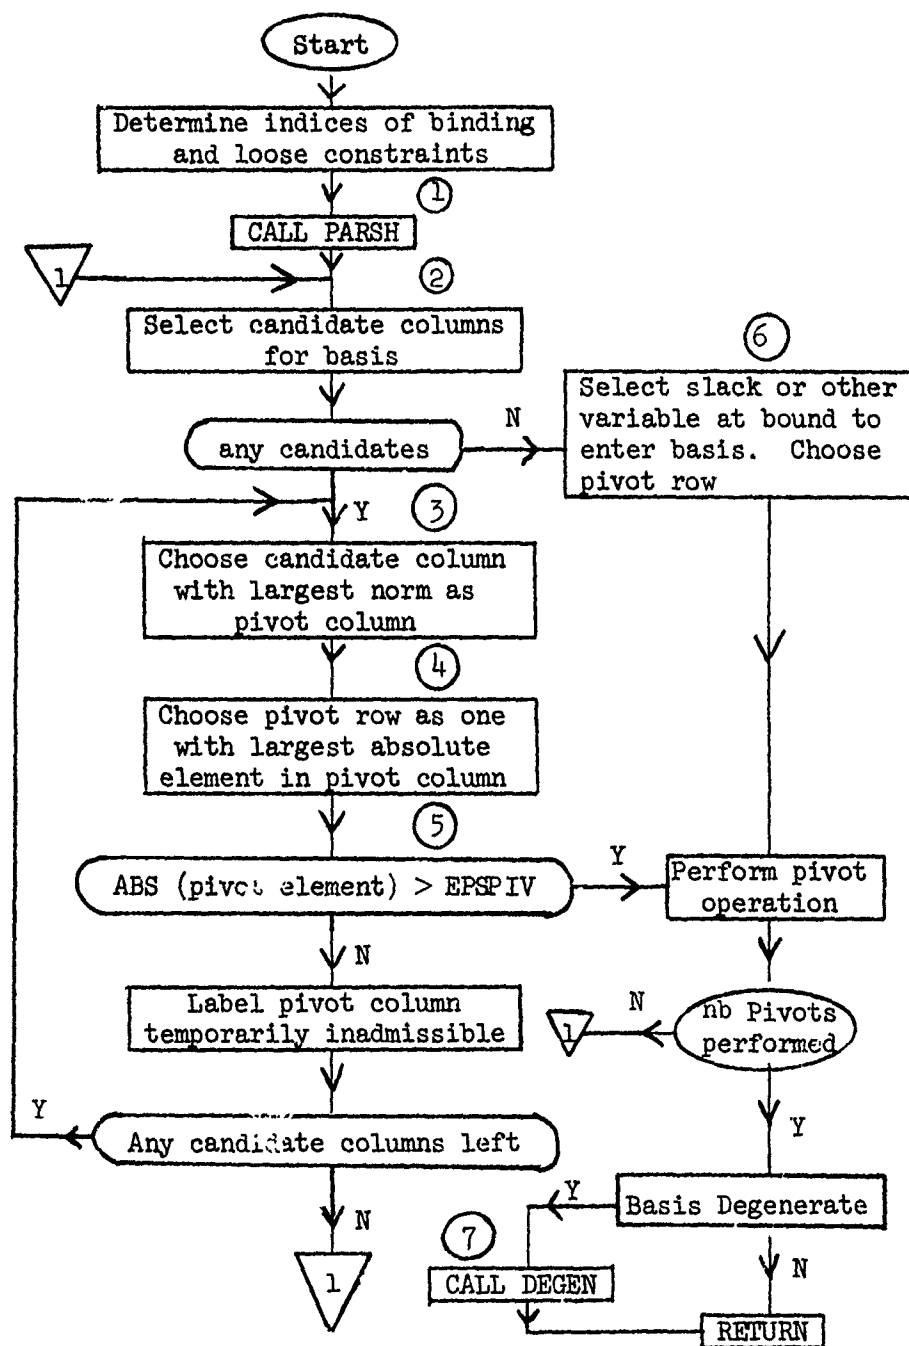 Start
Determine indices of binding
and loose constraints
1
CALL PARSH
1
2
Select candidate columns
for basis
6
Select slack or other
variable at bound to
enter basis. Choose
pivot row
N
any candidates
Y
3
Choose candidate column
with largest norm as
pivot column
4
Choose pivot row as one
with largest absolute
element in pivot column
5
ABS (pivot element) > EPSPIV
Y
Perform pivot
operation
N
Label pivot column
temporarily inadmissible
N
1
nb Pivots
performed
Y
Y
Any candidate columns left
Y
Basis Degenerate
N
1
7
N
CALL DEGEN
RETURN